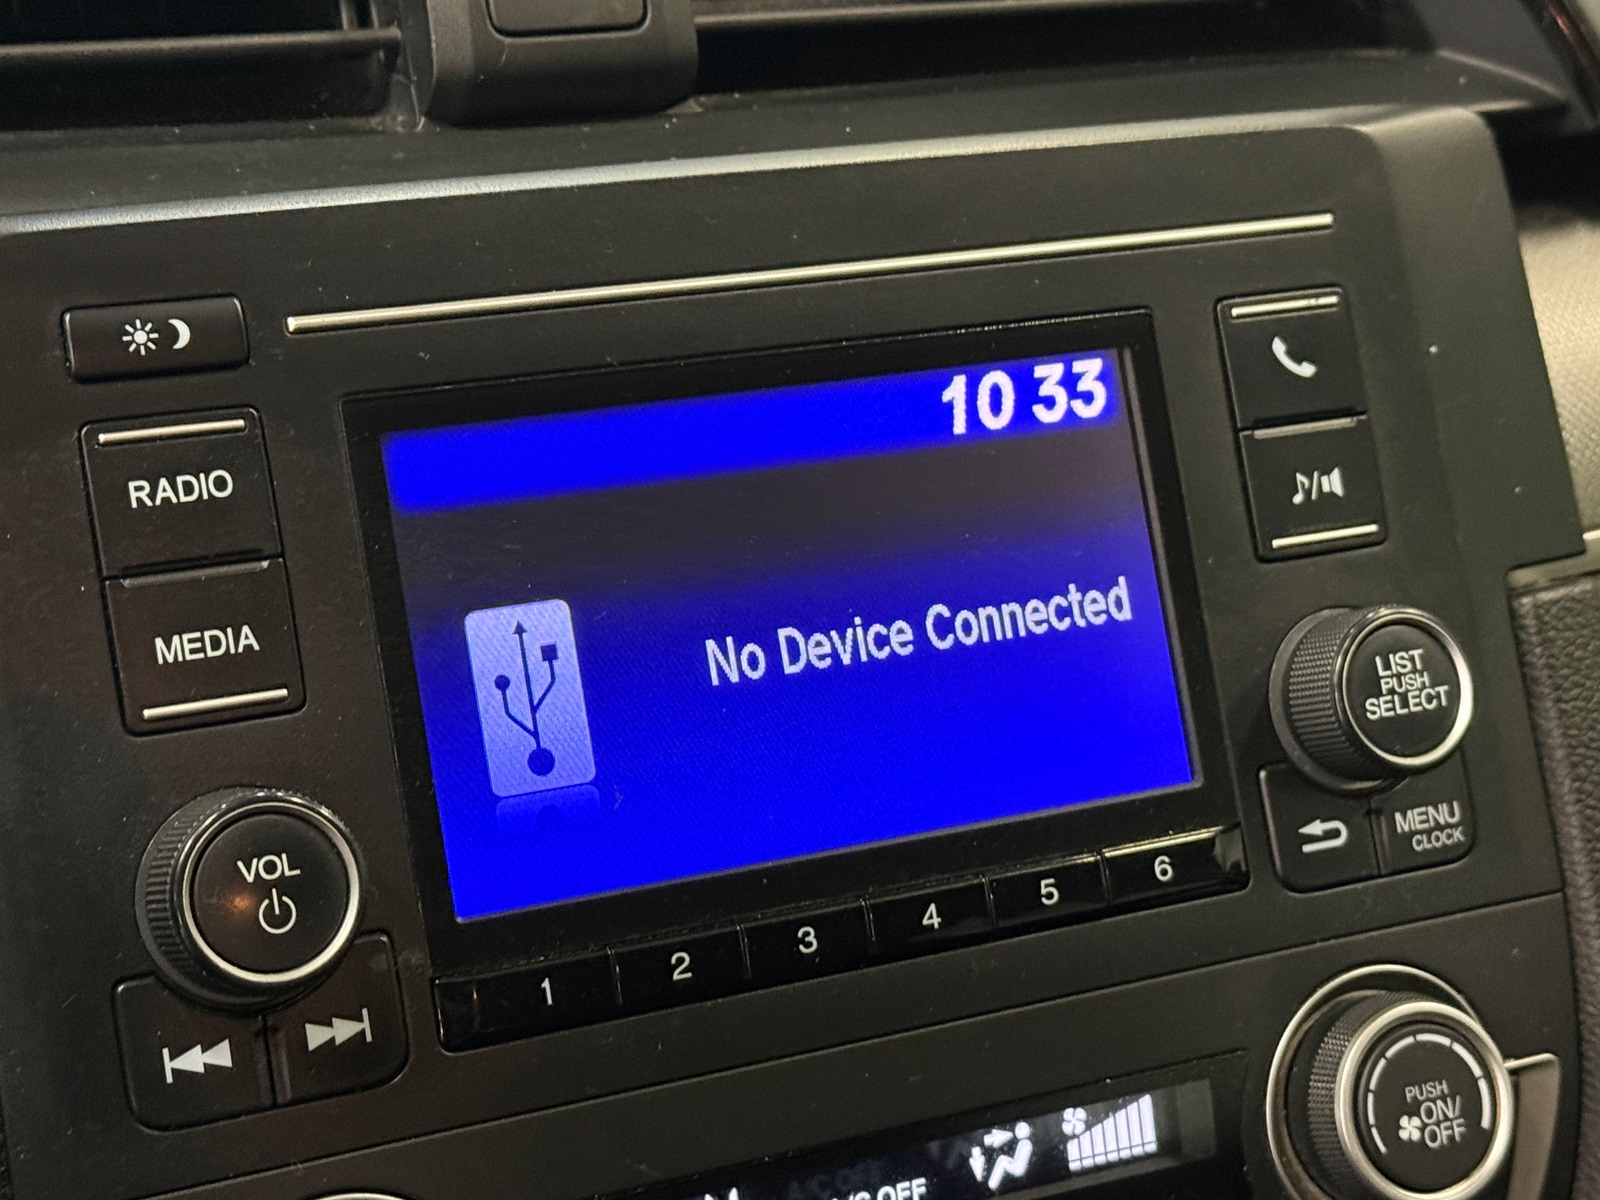 10 33
RADIO
No Device Connected
MEDIA
LIST
PUSH
SELECT
VOL
MENU
CLOCK
1 2 3 4 5 6
PUSH
ON/
OFF
OFF